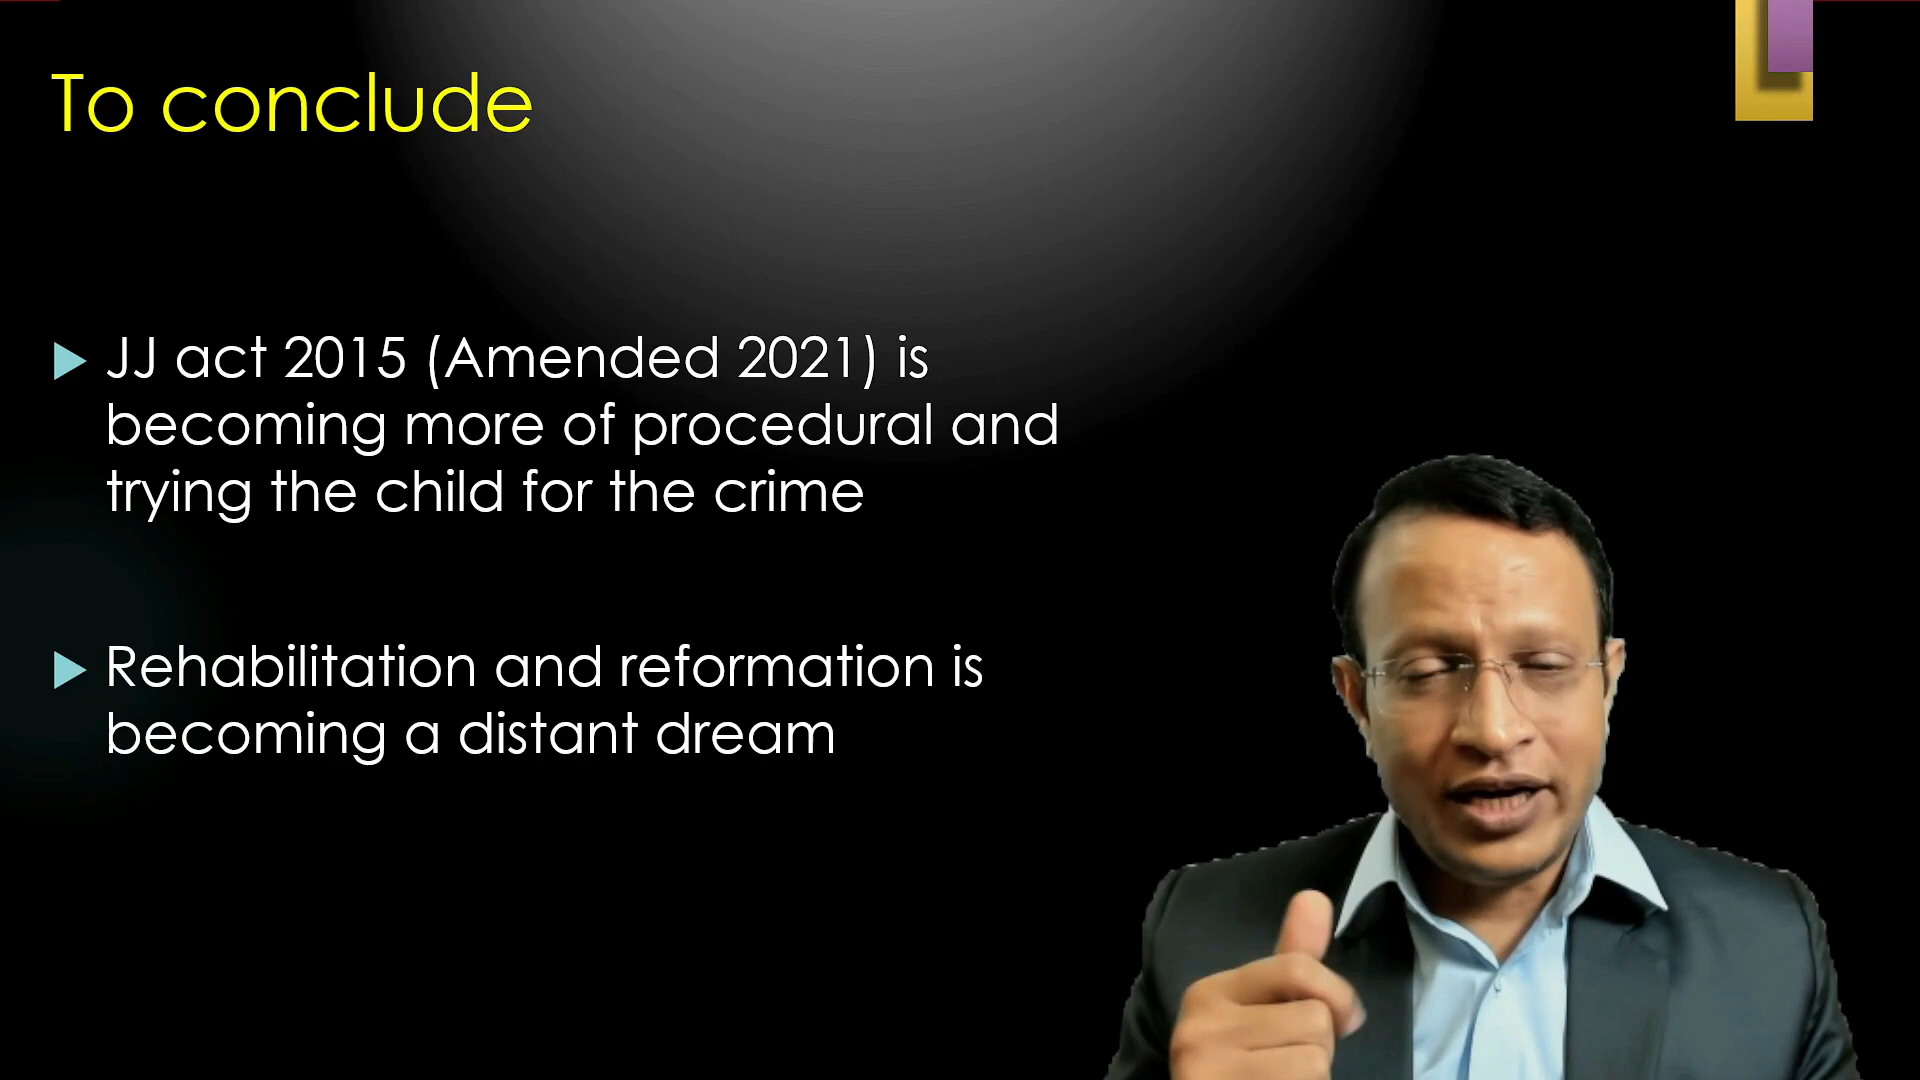 To conclude
JJ act 2015 (Amended 2021) is
becoming more of procedural and
trying the child for the crime
Rehabilitation and reformation is
becoming a distant dream